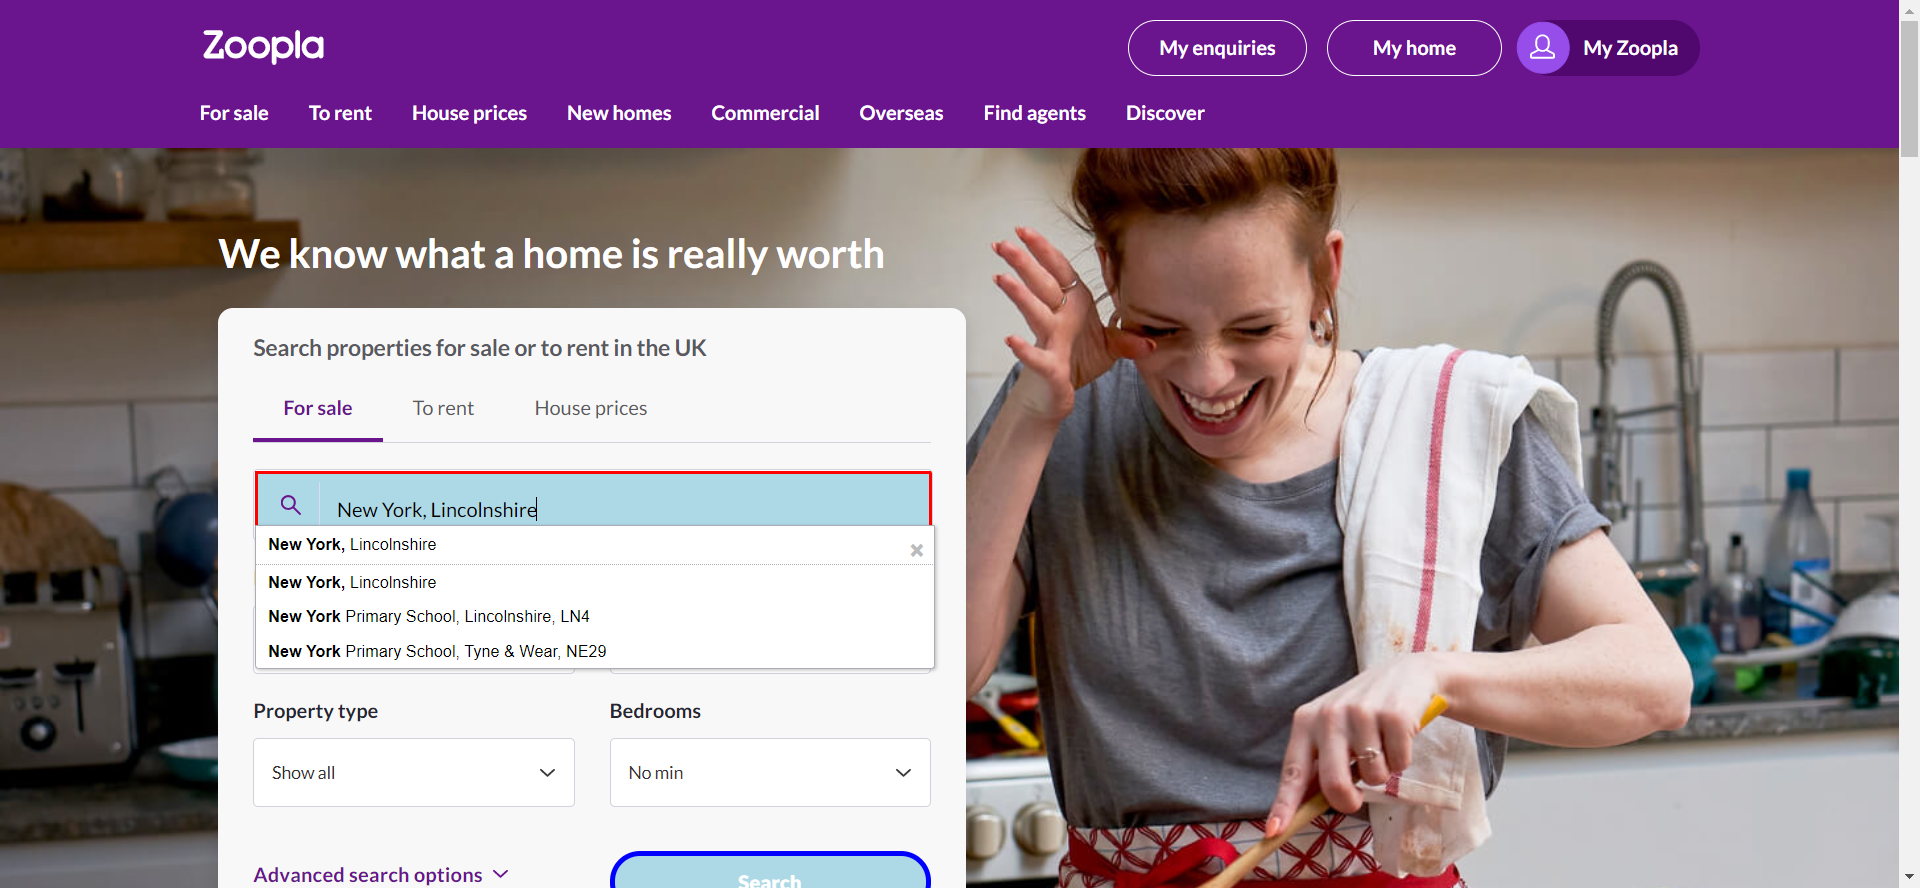 Zoopla
My enquiries
My home
My Zoopla
For sale
To rent
House prices
New homes
Commercial
Overseas
Find agents
Discover
We know what a home is really worth
Search properties for sale or to rent in the UK
For sale
To rent
House prices
New York, Lincolnshire
New York, Lincolnshire
New York, Lincolnshire
New York Primary School, Lincolnshire, LN4
New York Primary School, Tyne & Wear, NE29
Property type
Bedrooms
Show all
No min
Advanced search options
Search